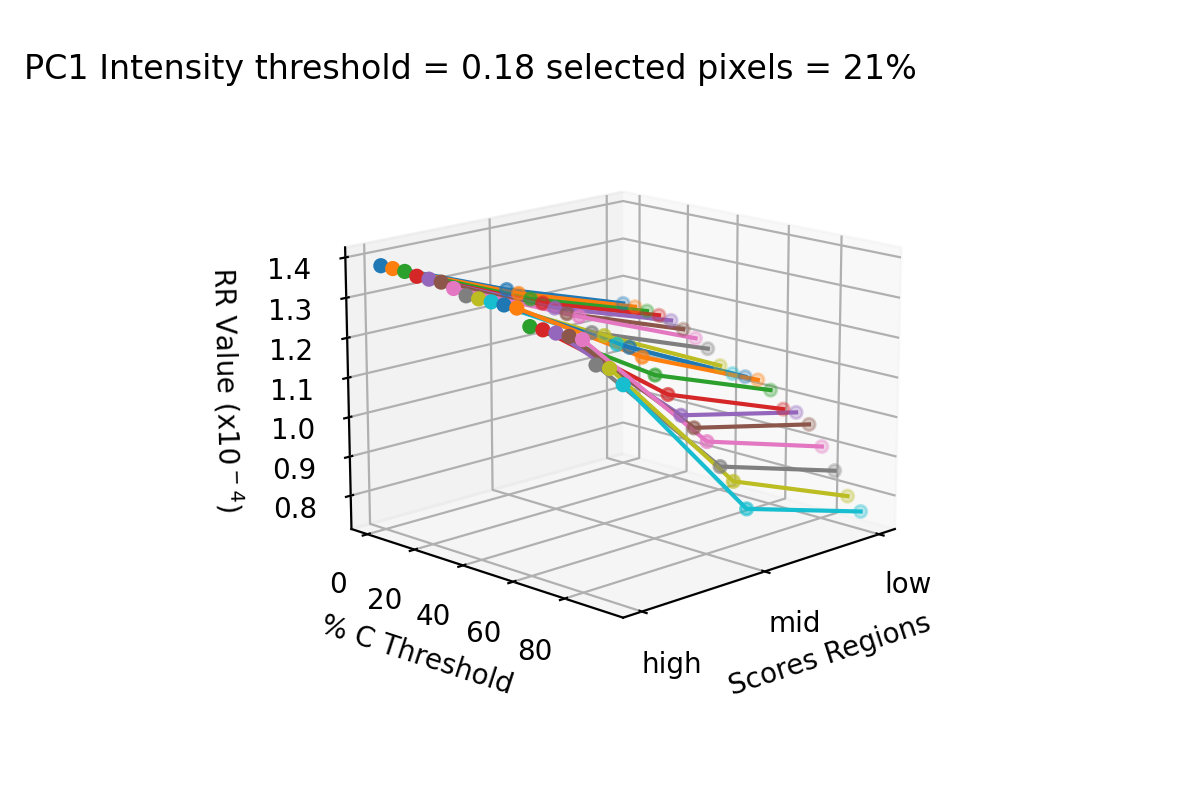 PC1 Intensity threshold = 0.18 selected pixels = 21%
1.4
1.3
1.2
1.1
1.0
0.9
0.8
RR Value (x10⁻⁴)
0
20
40
60
80
% C Threshold
high
mid
low
Scores Regions